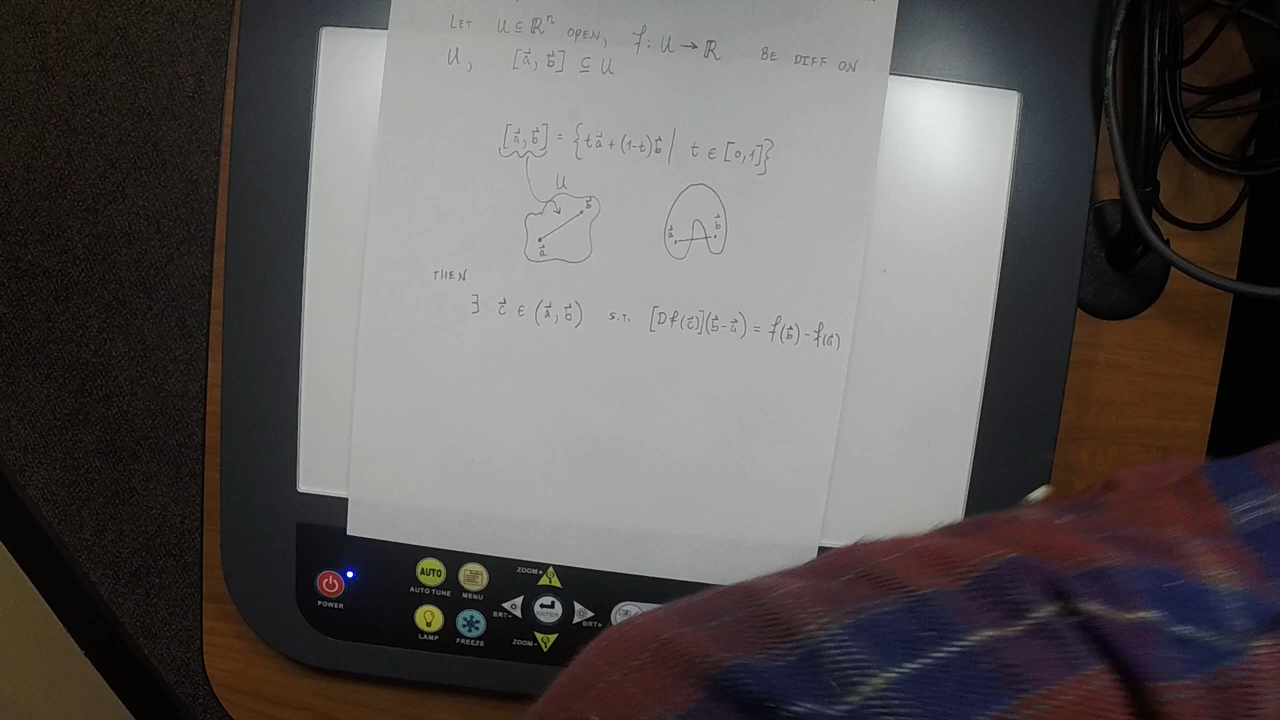 LET U ⊆ ℝⁿ OPEN, f: U → ℝ BE DIFF ON
U, [a⃗, b⃗] ⊆ U
[a⃗, b⃗] = {ta⃗ + (1-t)b⃗ | t ∈ [0,1]}
U
b⃗
a⃗
a⃗ b⃗
THEN
∃ c⃗ ∈ (a⃗, b⃗) S.T. [Df(c⃗)](b⃗-a⃗) = f(b⃗) - f(a⃗)
POWER
AUTO
AUTO TUNE
MENU
ZOOM+
LAMP
FREEZE
BRT-
ENTER
BRT+
ZOOM-